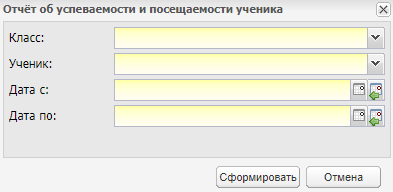 Отчёт об успеваемости и посещаемости ученика
Класс:
Ученик:
Дата с:
Дата по:
Сформировать Отмена